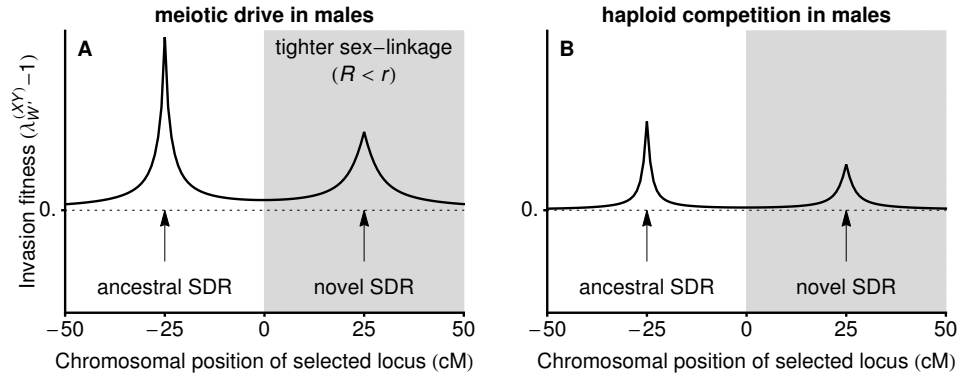 meiotic drive in males
A
tighter sex−linkage
(R < r)
Invasion fitness (λ_{W'}^{(XY)} −1)
0.
ancestral SDR
novel SDR
−50
−25
0
25
50
Chromosomal position of selected locus (cM)
haploid competition in males
B
0.
ancestral SDR
novel SDR
−50
−25
0
25
50
Chromosomal position of selected locus (cM)